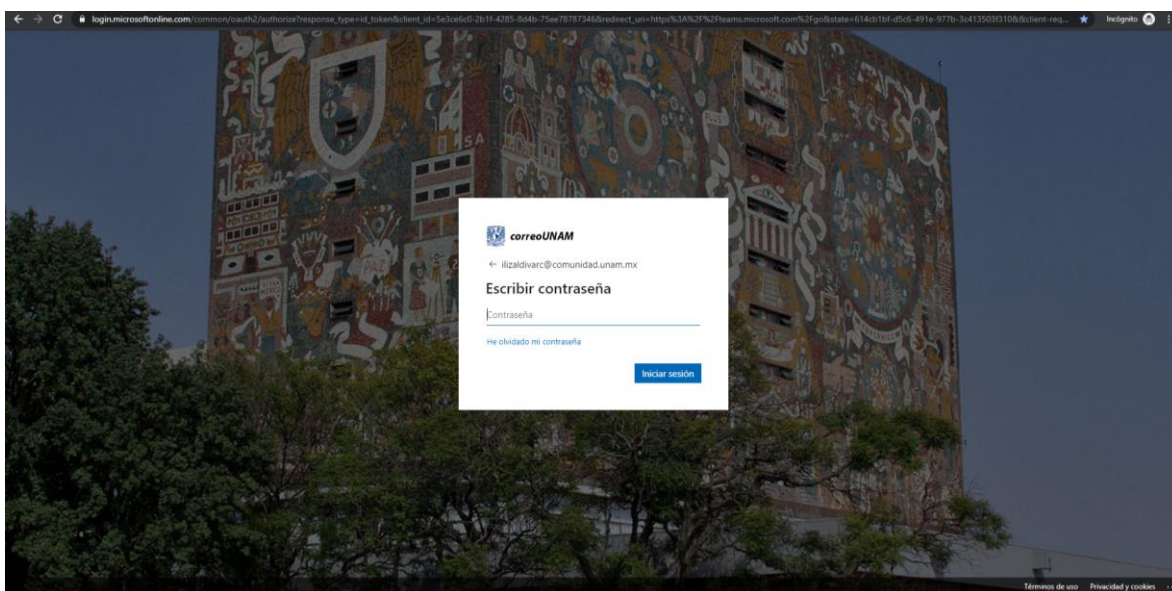 login.microsoftonline.com/common/oauth2/authorize?response_type=id_token&client_id=5e3ce6c0-2b1f-4285-8d4b-75ee78787346&redirect_uri=https%3A%2F%2Fteams.microsoft.com%2Fgo&state=614cb1bf-d5c6-491e-977b-3c413503f310&&client-req...
Incógnito
correoUNAM
ilizaldivarc@comunidad.unam.mx
Escribir contraseña
Contraseña
He olvidado mi contraseña
Iniciar sesión
Términos de uso Privacidad y cookies